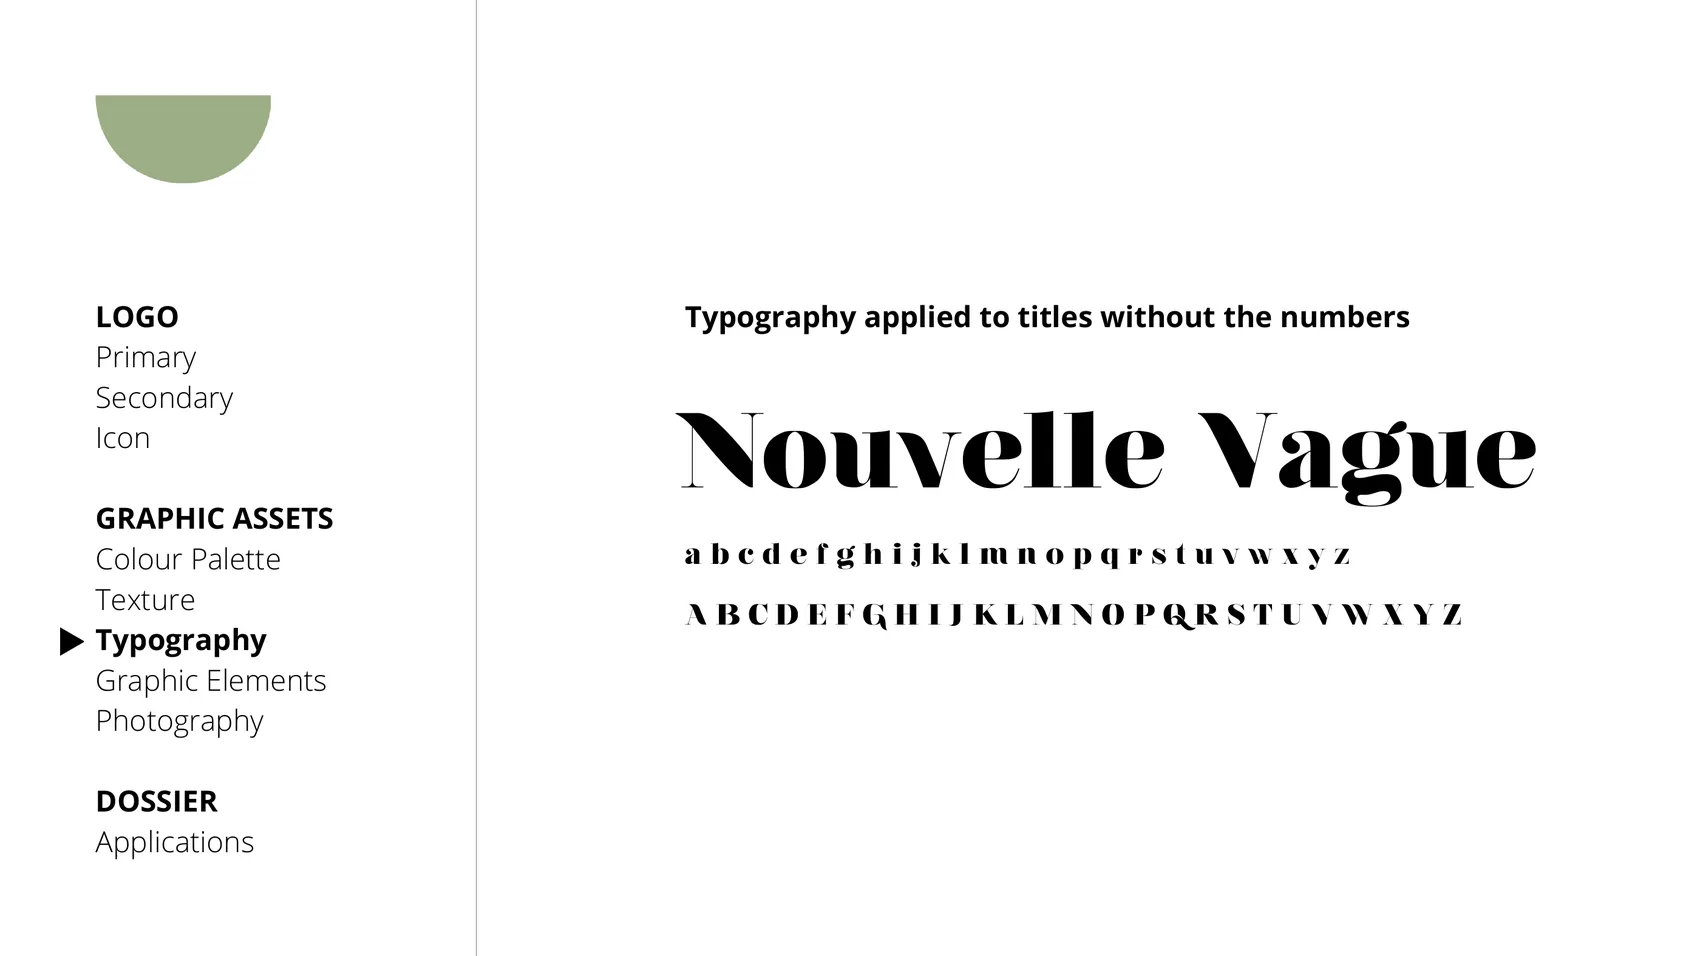 LOGO
Primary
Secondary
Icon
GRAPHIC ASSETS
Colour Palette
Texture
Typography
Graphic Elements
Photography
DOSSIER
Applications
Typography applied to titles without the numbers
Nouvelle Vague
a b c d e f g h i j k l m n o p q r s t u v w x y z
A B C D E F G H I J K L M N O P Q R S T U V W X Y Z